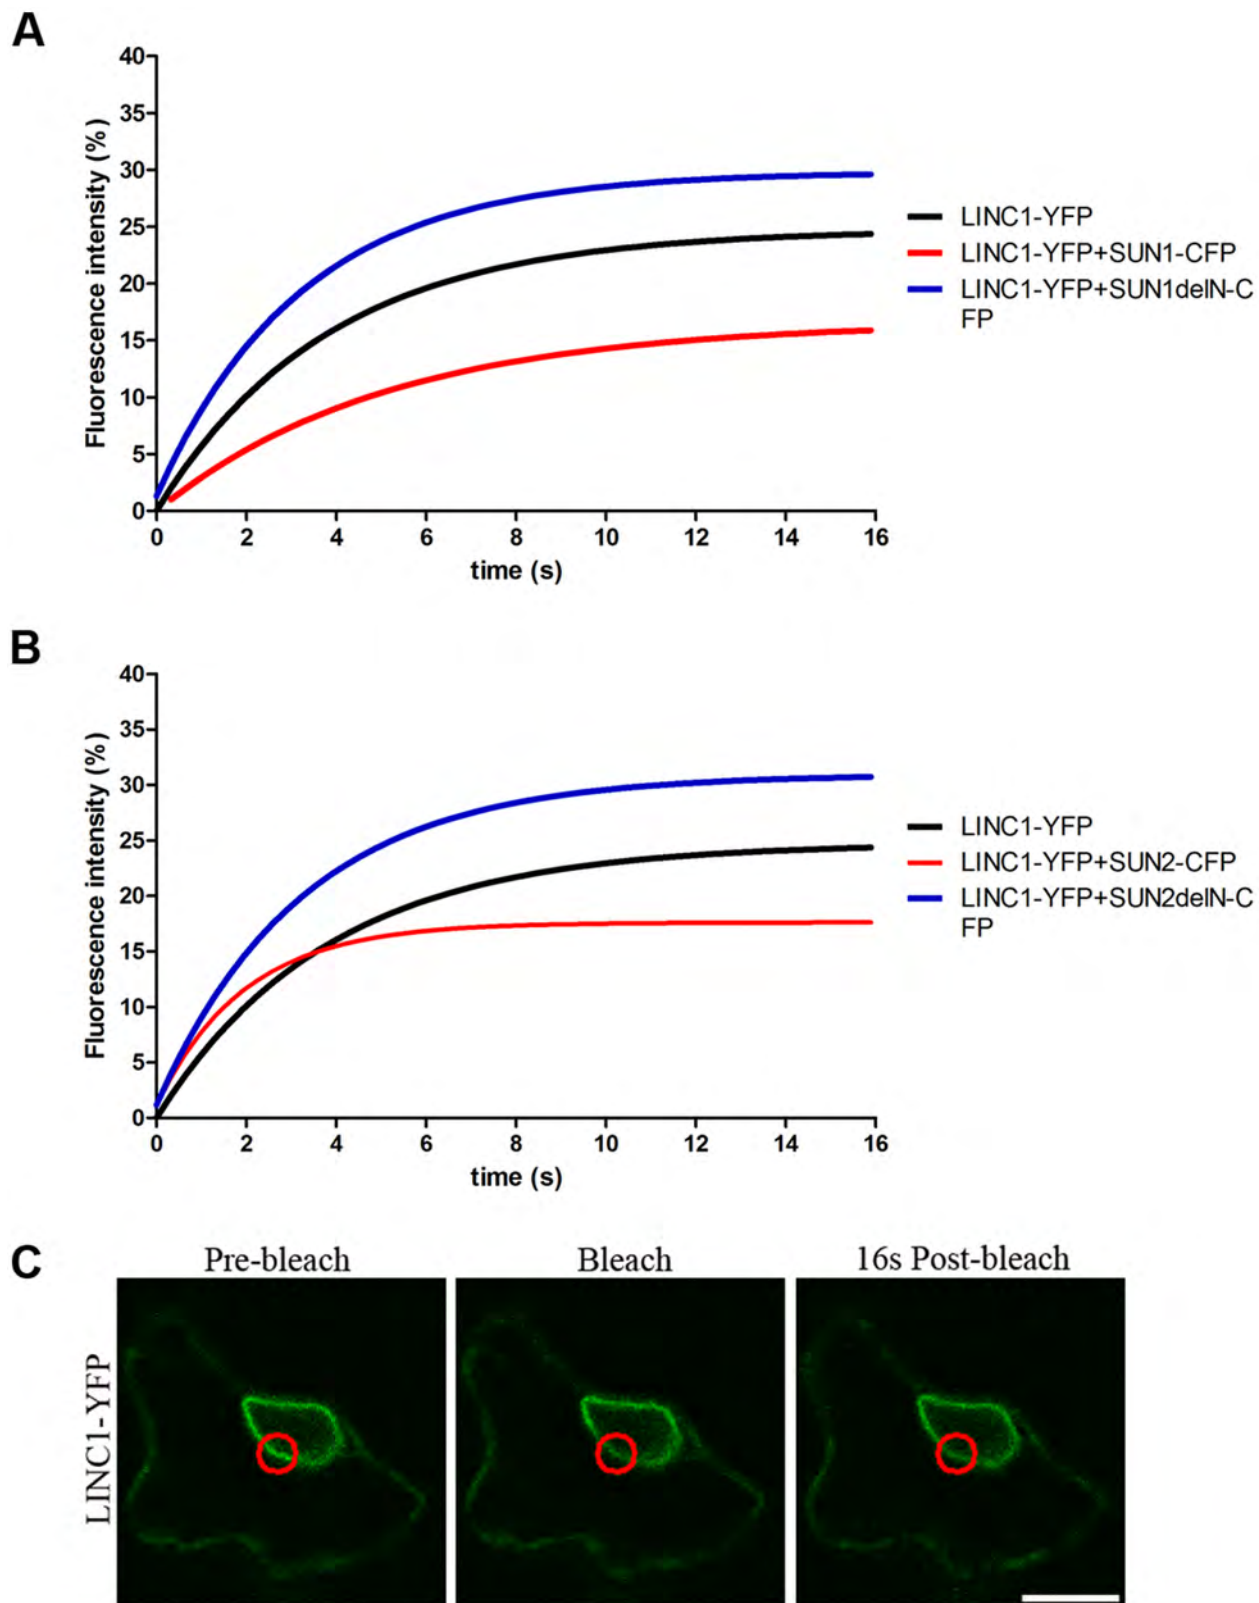 A
40
35
30
25
20
15
10
5
0
Fluorescence intensity (%)
0 2 4 6 8 10 12 14 16
time (s)
LINC1-YFP
LINC1-YFP+SUN1-CFP
LINC1-YFP+SUN1delN-C
FP
B
40
35
30
25
20
15
10
5
0
Fluorescence intensity (%)
0 2 4 6 8 10 12 14 16
time (s)
LINC1-YFP
LINC1-YFP+SUN2-CFP
LINC1-YFP+SUN2delN-C
FP
C
Pre-bleach Bleach 16s Post-bleach
LINC1-YFP